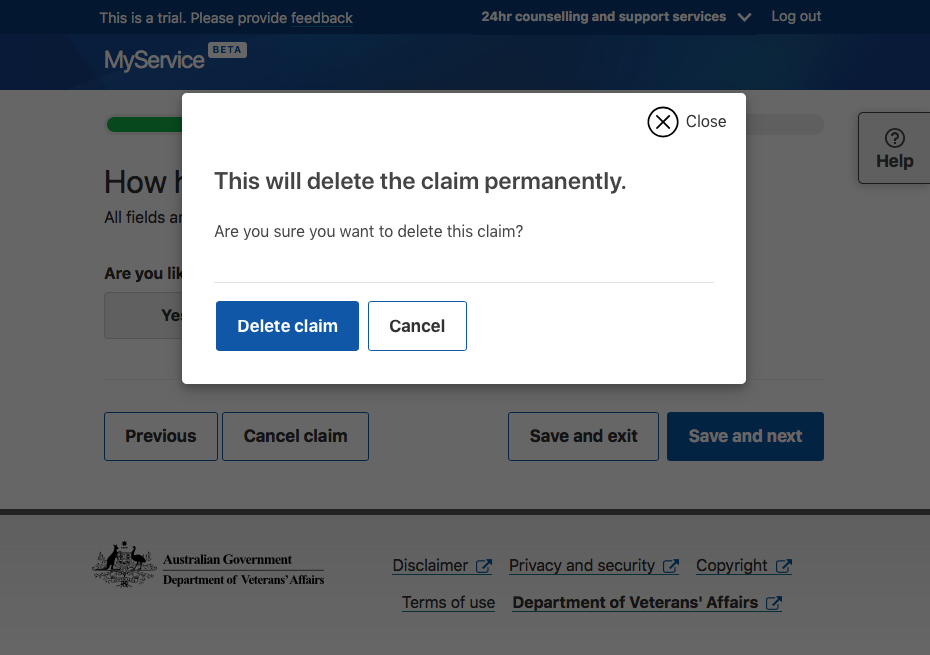 This is a trial. Please provide feedback
24hr counselling and support services
Log out
MyService BETA
Close
Help
How h
This will delete the claim permanently.
All fields ar
Are you sure you want to delete this claim?
Are you lik
Yes
Delete claim
Cancel
Previous
Cancel claim
Save and exit
Save and next
Australian Government
Department of Veterans' Affairs
Disclaimer
Privacy and security
Copyright
Terms of use
Department of Veterans' Affairs